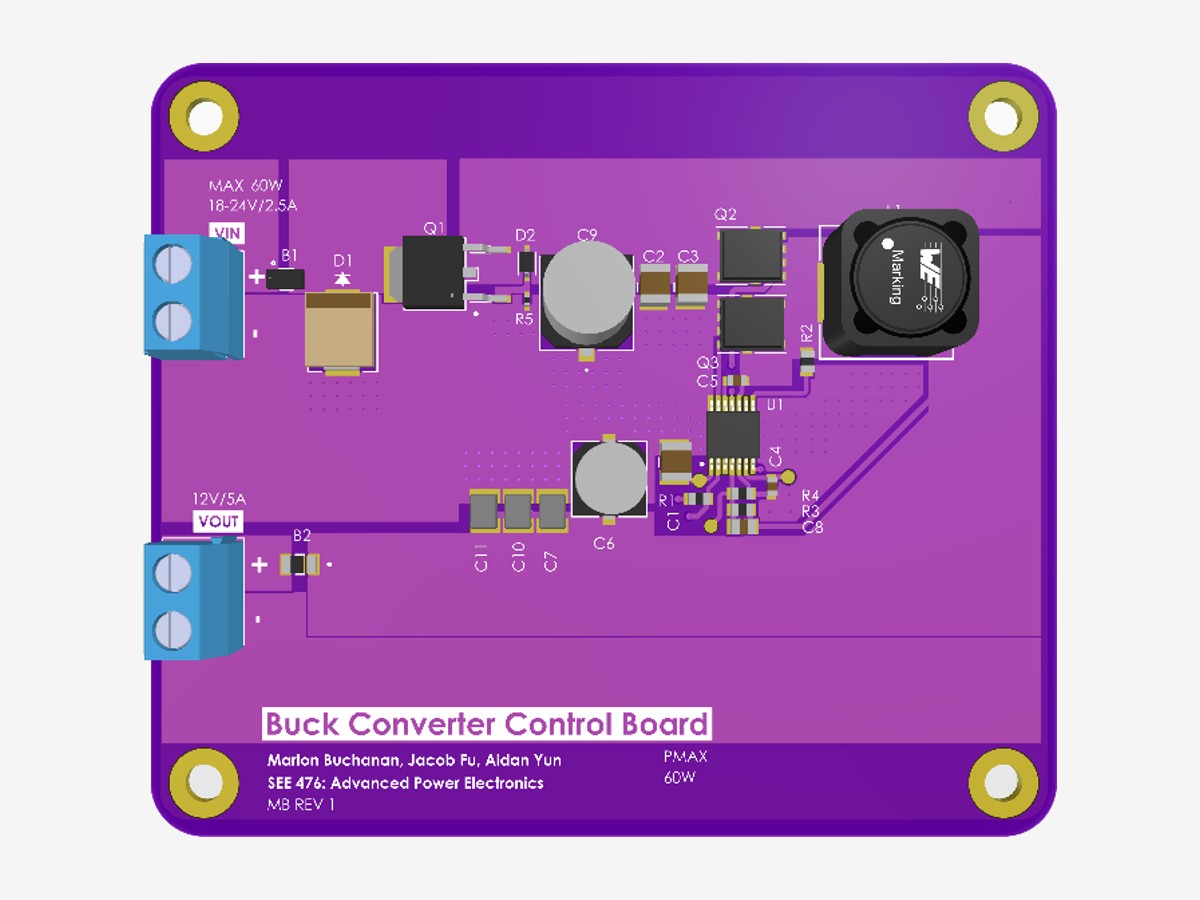 MAX 60W
18-24V/2.5A
VIN
+
B1
-
D1
Q1
D2
R5
C9
C2
C3
Q2
Q3
C5
R2
WE
Marking
U1
C4
R4
R3
C8
R1
C1
C6
C11
C10
C7
12V/5A
VOUT
B2
+
-
Buck Converter Control Board
Marion Buchanan, Jacob Fu, Aidan Yun
SEE 476: Advanced Power Electronics
MB REV 1
PMAX
60W